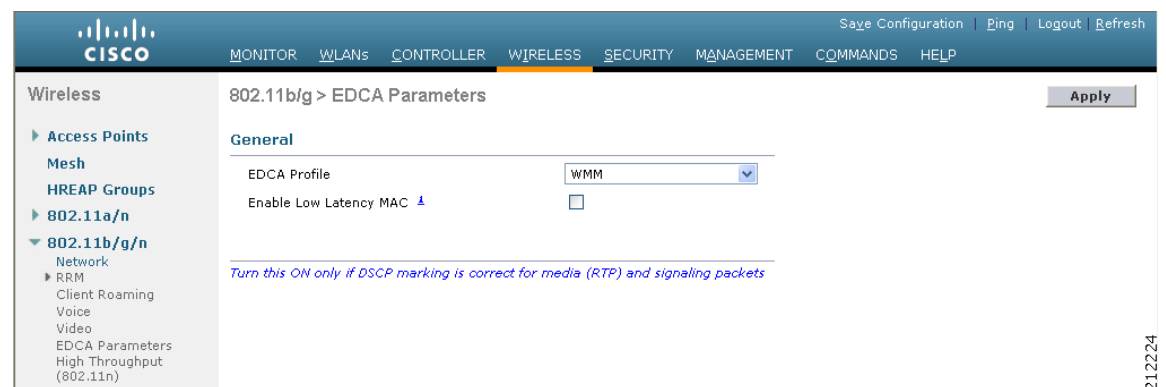 Save Configuration | Ping | Logout | Refresh
CISCO
MONITOR WLANs CONTROLLER WIRELESS SECURITY MANAGEMENT COMMANDS HELP
Wireless
802.11b/g > EDCA Parameters
Apply
Access Points
Mesh
HREAP Groups
802.11a/n
802.11b/g/n
Network
RRM
Client Roaming
Voice
Video
EDCA Parameters
High Throughput
(802.11n)
General
EDCA Profile WMM
Enable Low Latency MAC 1
Turn this ON only if DSCP marking is correct for media (RTP) and signaling packets
212224